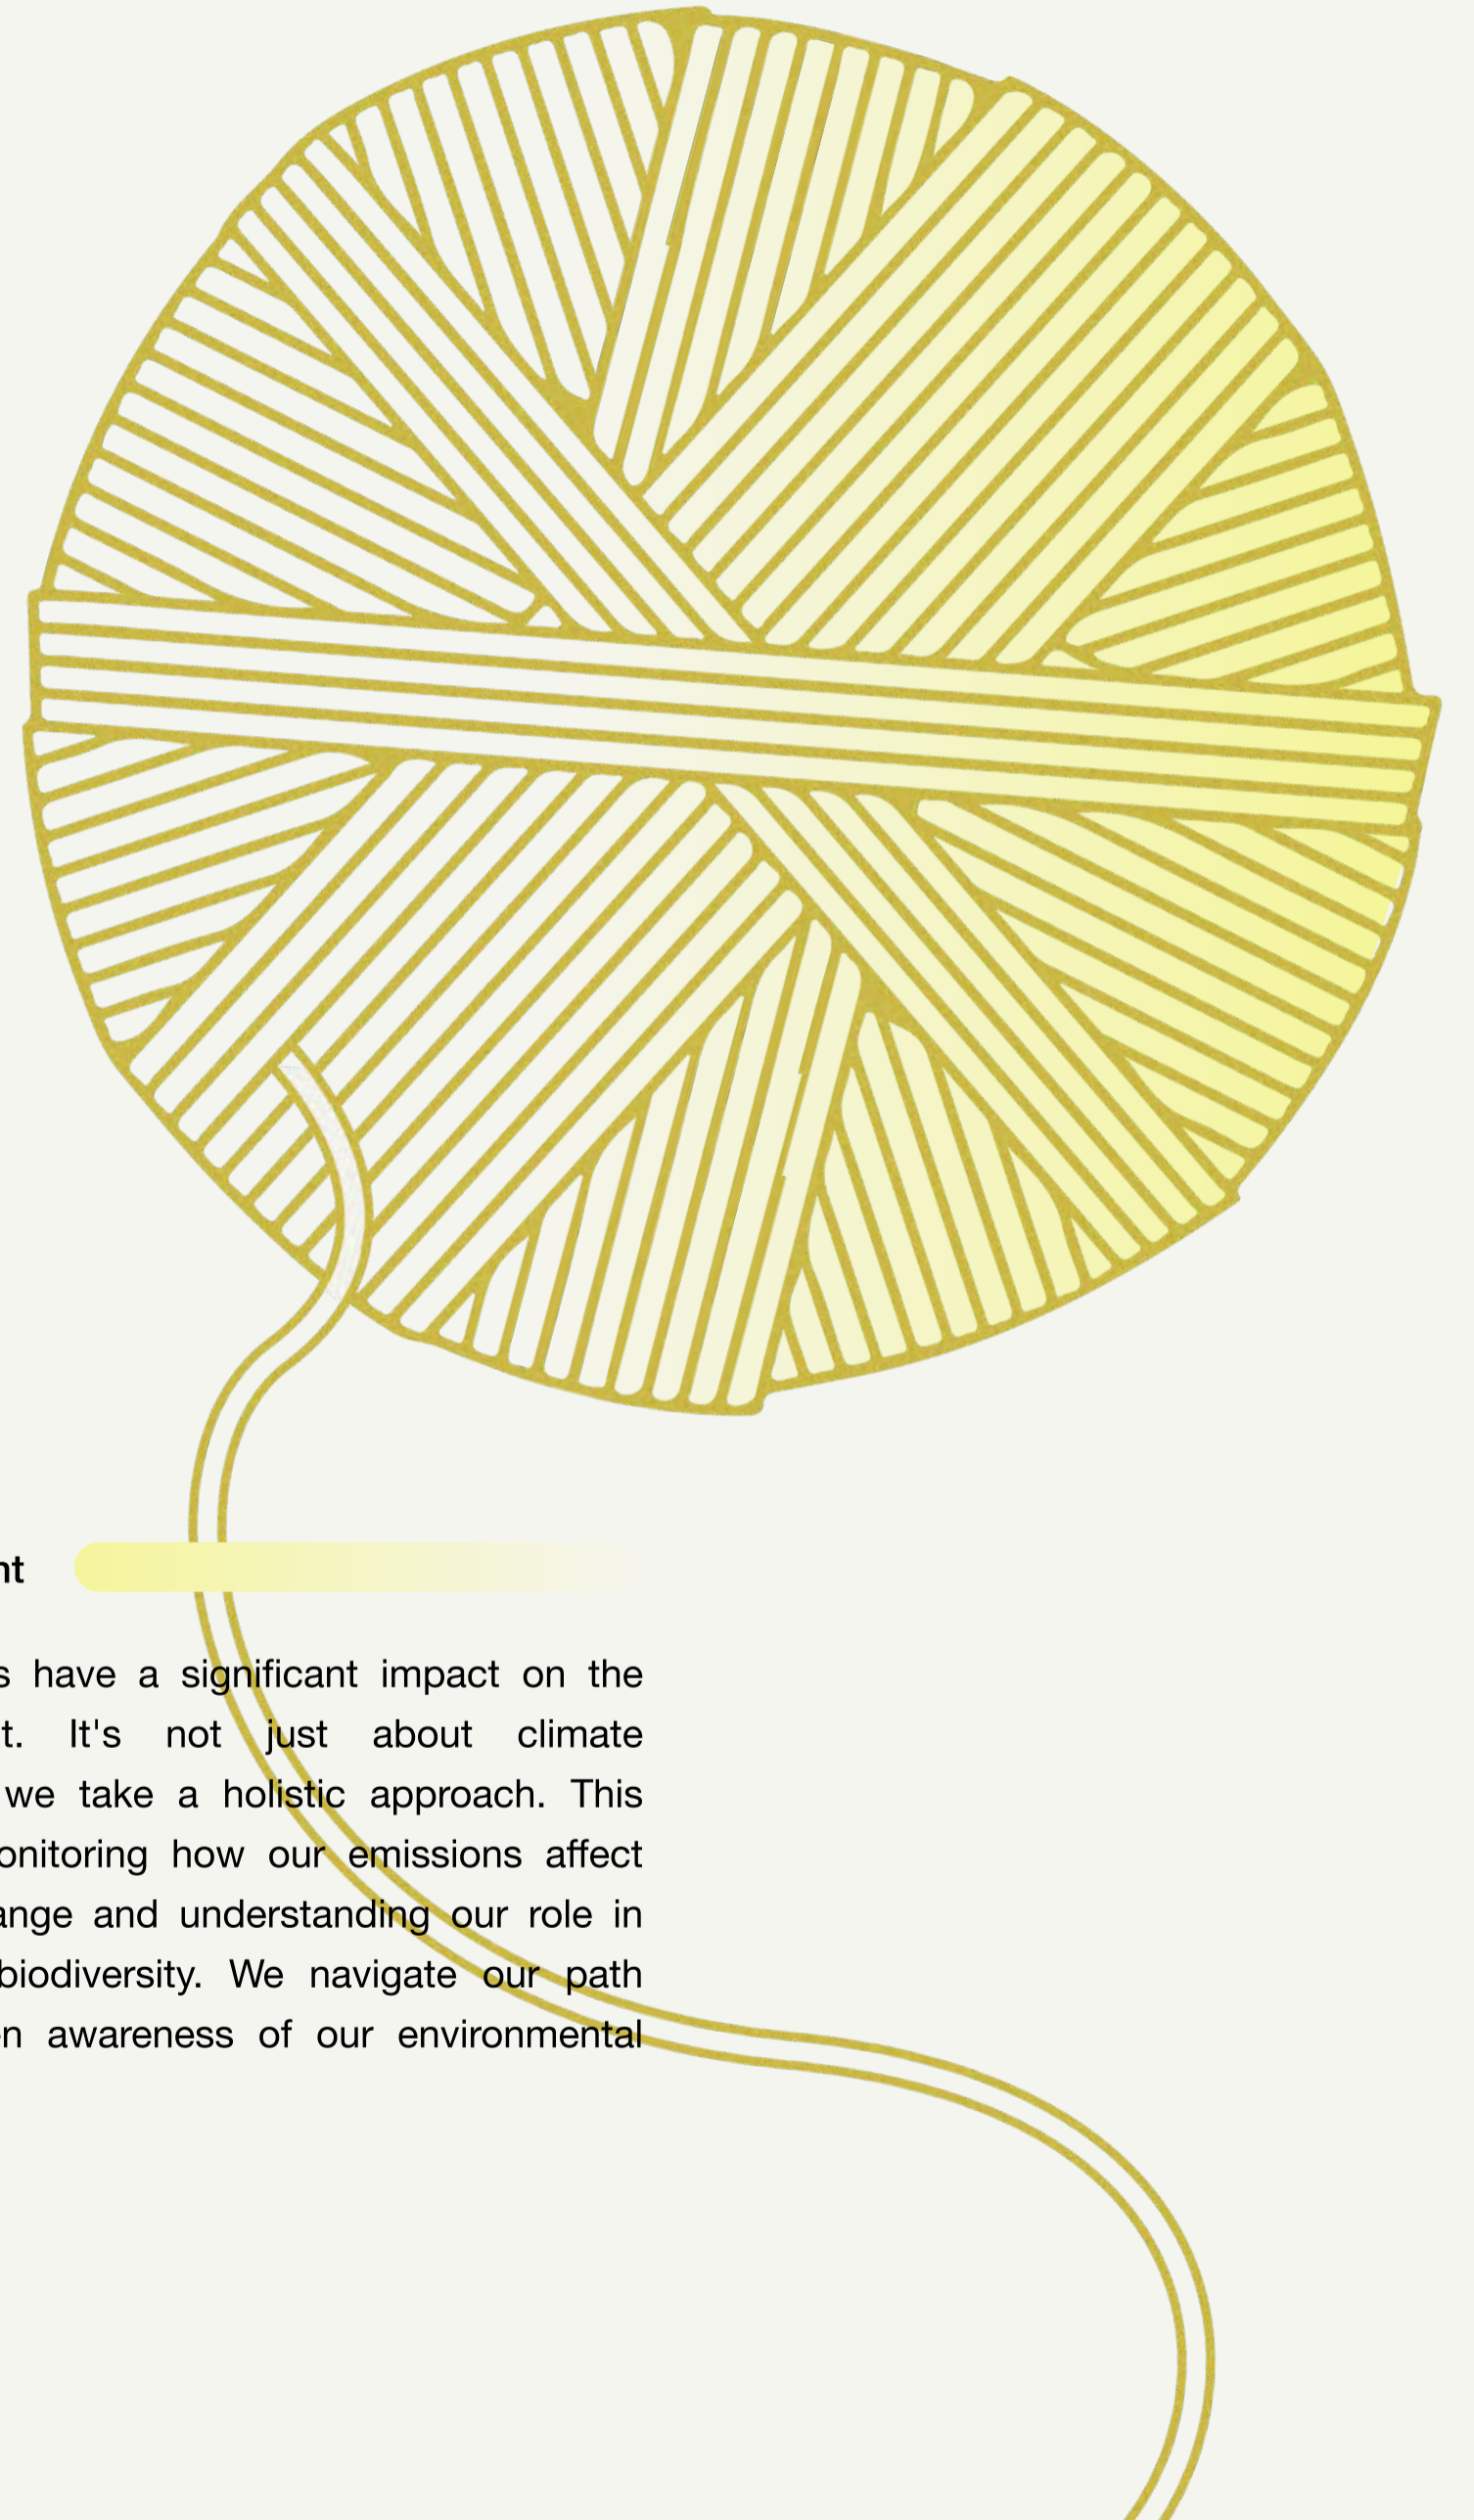 nt
s have a significant impact on the
t. It's not just about climate
we take a holistic approach. This
onitoring how our emissions affect
ange and understanding our role in
biodiversity. We navigate our path
n awareness of our environmental